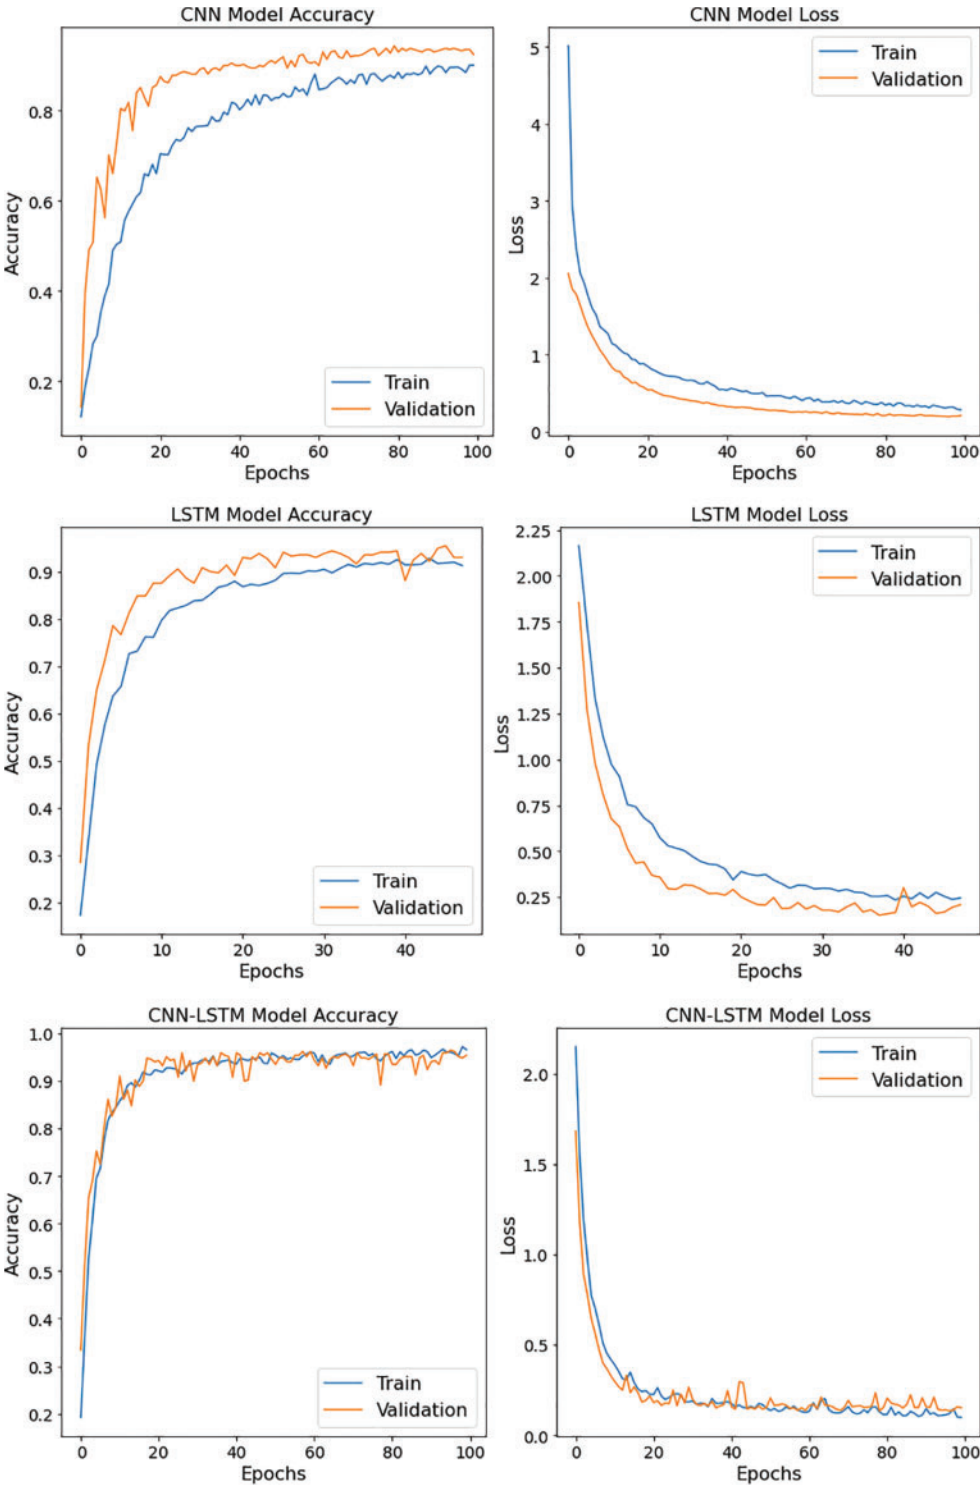 CNN Model Accuracy
Accuracy
0.8
0.6
0.4
0.2
Train
Validation
0 20 40 60 80 100
Epochs
CNN Model Loss
Loss
5
4
3
2
1
0
Train
Validation
0 20 40 60 80 100
Epochs
LSTM Model Accuracy
Accuracy
0.9
0.8
0.7
0.6
0.5
0.4
0.3
0.2
Train
Validation
0 10 20 30 40
Epochs
LSTM Model Loss
Loss
2.25
2.00
1.75
1.50
1.25
1.00
0.75
0.50
0.25
Train
Validation
0 10 20 30 40
Epochs
CNN-LSTM Model Accuracy
Accuracy
1.0
0.9
0.8
0.7
0.6
0.5
0.4
0.3
0.2
Train
Validation
0 20 40 60 80 100
Epochs
CNN-LSTM Model Loss
Loss
2.0
1.5
1.0
0.5
0.0
Train
Validation
0 20 40 60 80 100
Epochs